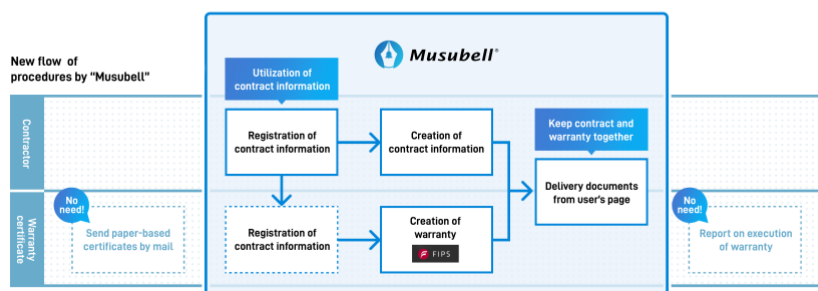 Musubell®
New flow of
procedures by "Musubell"
Utilization of
contract information
Contractor
Registration of
contract information
Creation of
contract information
Keep contract and
warranty together
Delivery documents
from user's page
Warranty
certificate
No
need!
Send paper-based
certificates by mail
Registration of
contract information
Creation of
warranty
FIPS
No
need!
Report on execution
of warranty